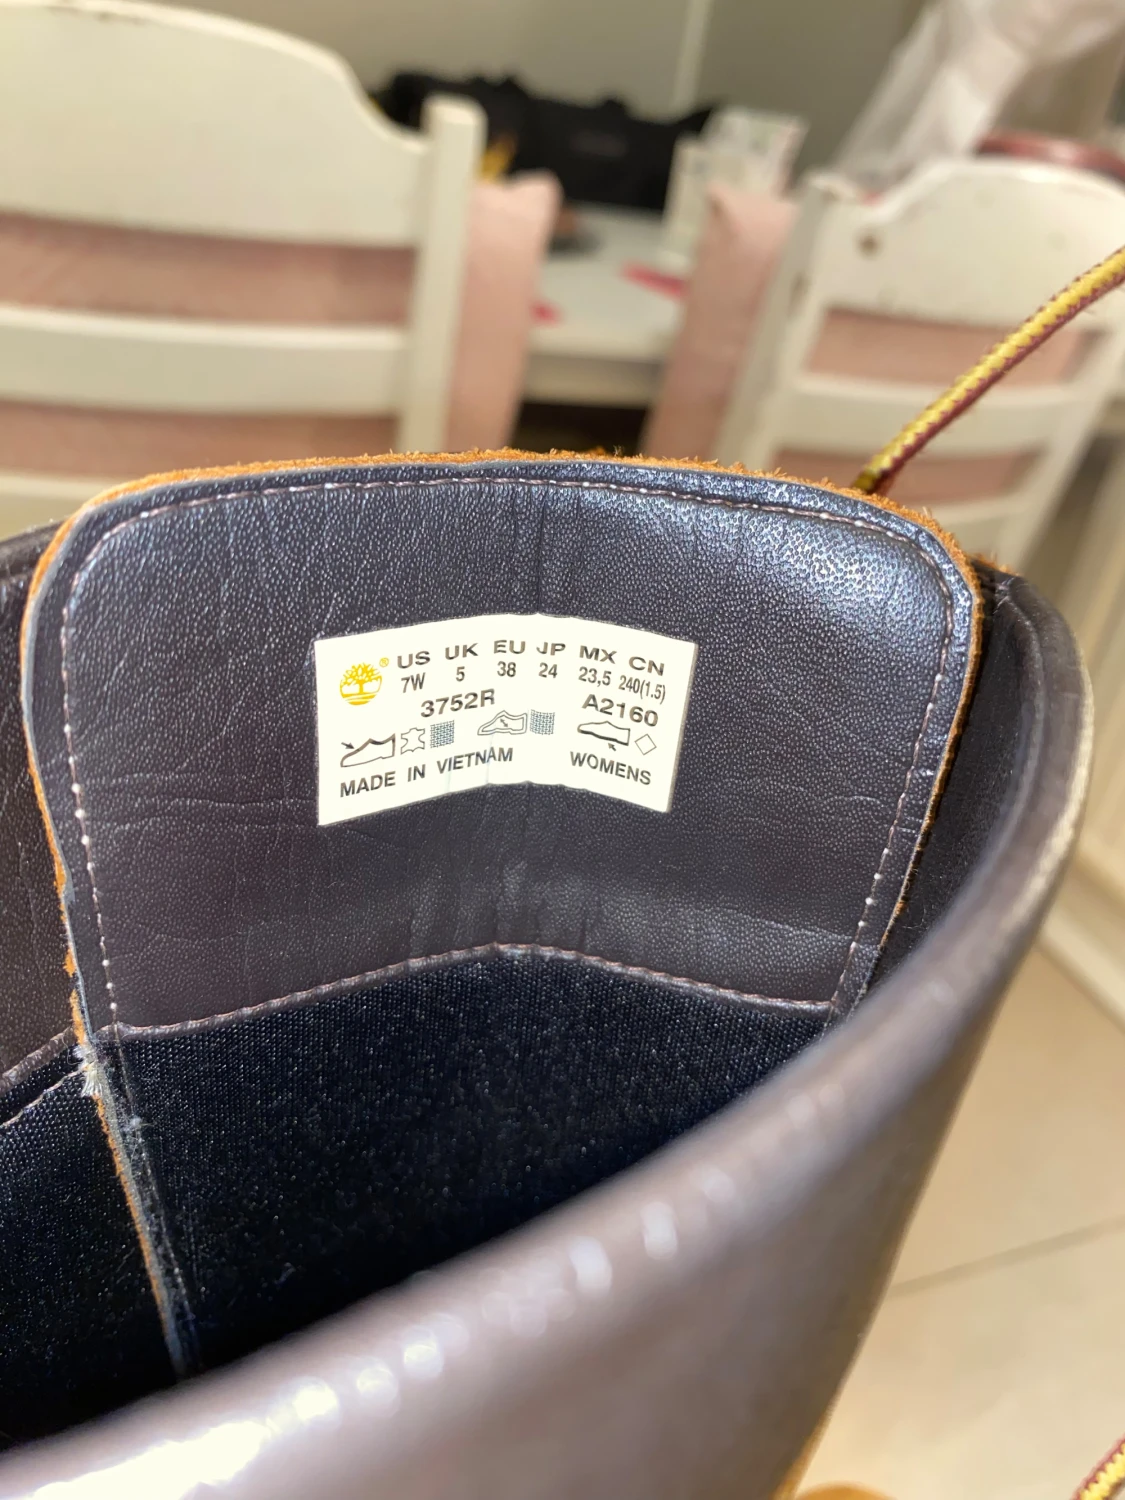 ® US UK EU JP MX CN
7W 5 38 24 23,5 240(1.5)
3752R A2160
MADE IN VIETNAM WOMENS